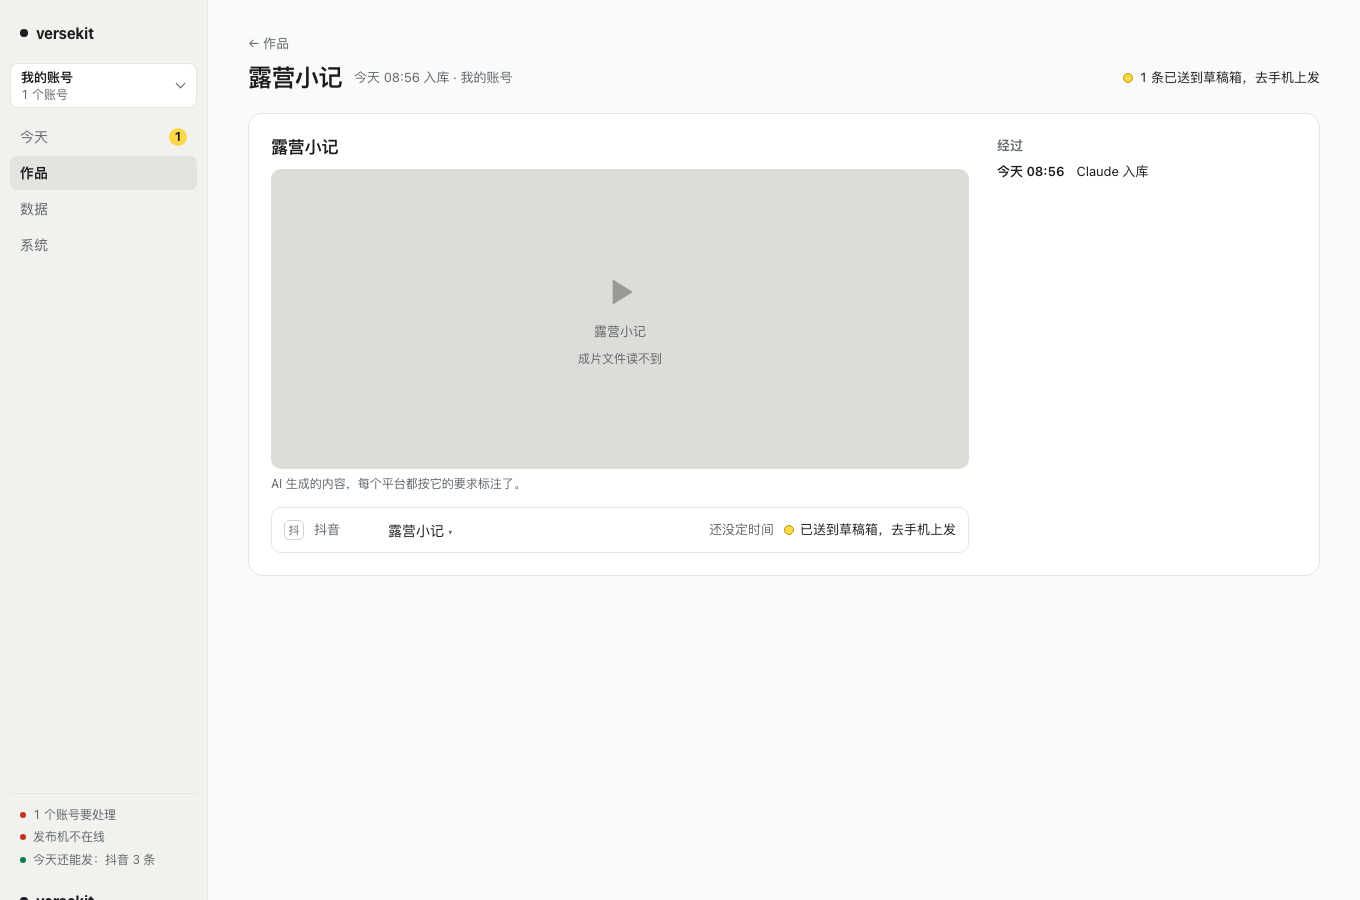 versekit
我的账号
1 个账号
今天 1
作品
数据
系统
1 个账号要处理
发布机不在线
今天还能发：抖音 3 条
versekit
← 作品
露营小记 今天 08:56 入库 · 我的账号
1 条已送到草稿箱，去手机上发
露营小记
露营小记
成片文件读不到
AI 生成的内容，每个平台都按它的要求标注了。
抖 抖音 露营小记 还没定时间 已送到草稿箱，去手机上发
经过
今天 08:56 Claude 入库